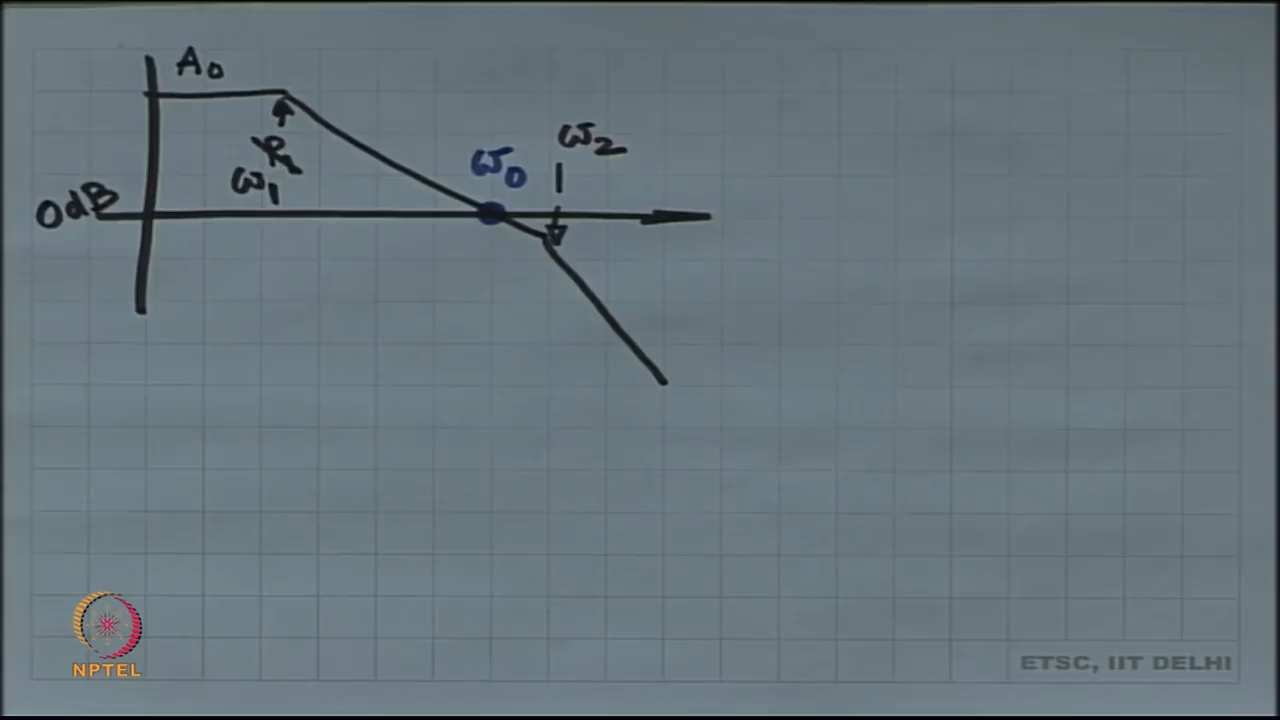 A₀
ω₂
ω₀
ω₁
0dB
NPTEL
ETSC, IIT DELHI